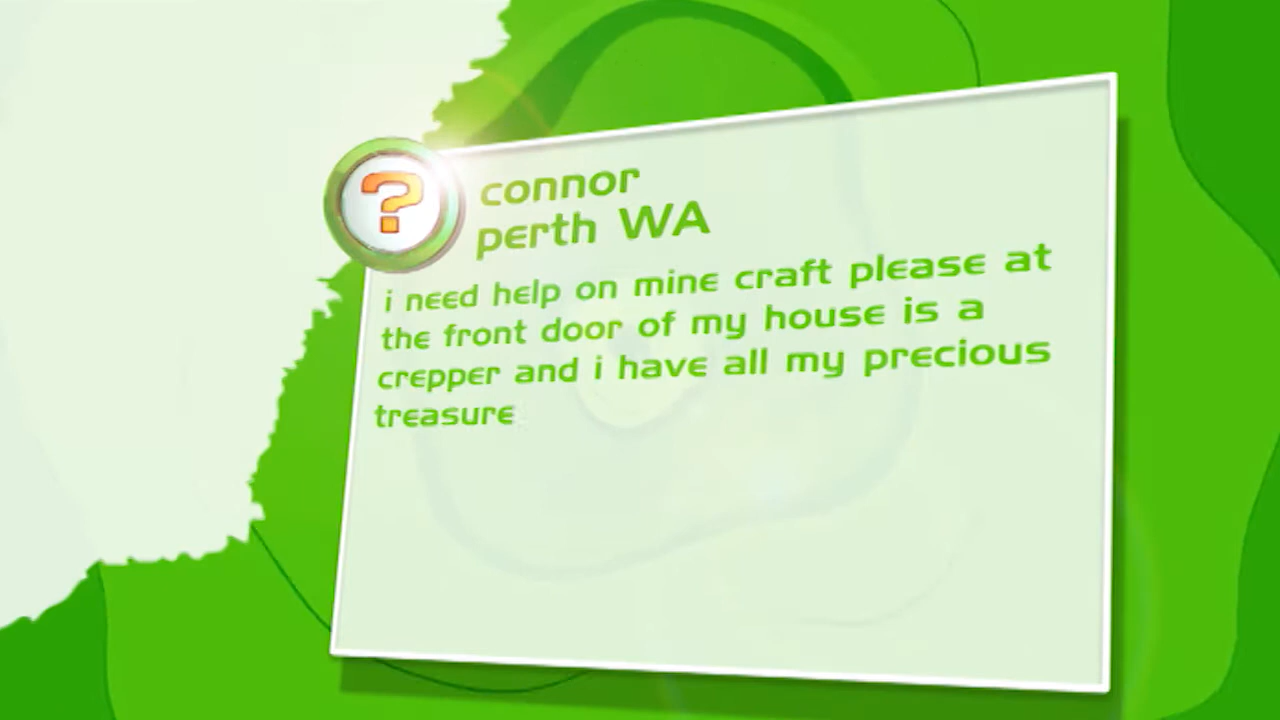 ?
connor
perth WA
i need help on mine craft please at
the front door of my house is a
crepper and i have all my precious
treasure